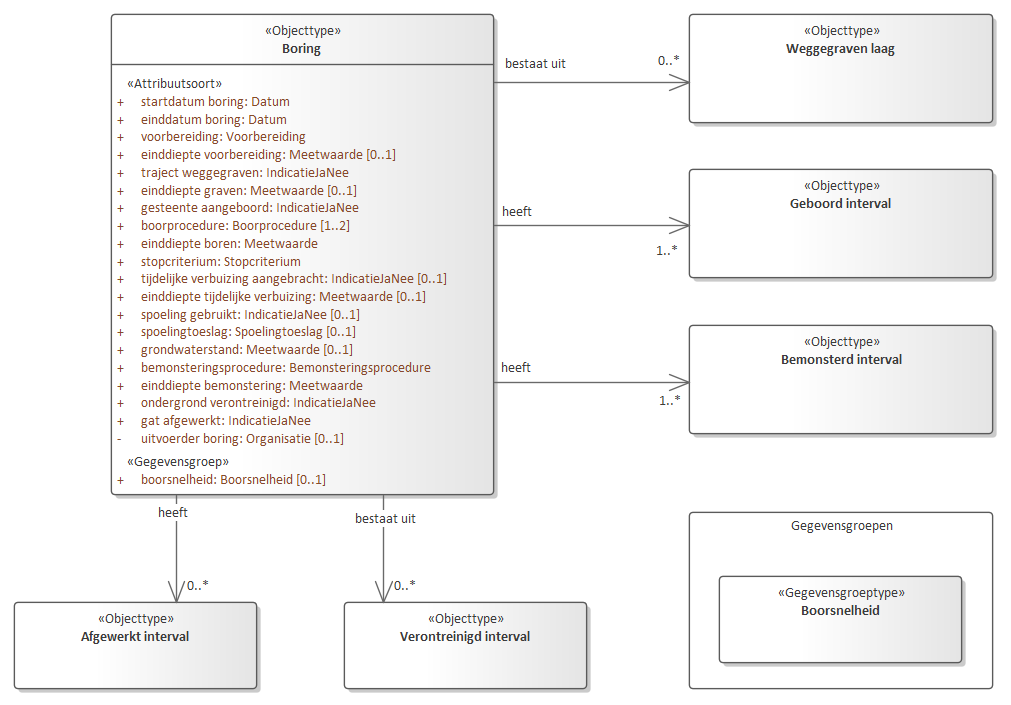 «Objecttype»
Boring
«Attribuutsoort»
+ startdatum boring: Datum
+ einddatum boring: Datum
+ voorbereiding: Voorbereiding
+ einddiepte voorbereiding: Meetwaarde [0..1]
+ traject weggegraven: IndicatieJaNee
+ einddiepte graven: Meetwaarde [0..1]
+ gesteente aangeboord: IndicatieJaNee
+ boorprocedure: Boorprocedure [1..2]
+ einddiepte boren: Meetwaarde
+ stopcriterium: Stopcriterium
+ tijdelijke verbuizing aangebracht: IndicatieJaNee [0..1]
+ einddiepte tijdelijke verbuizing: Meetwaarde [0..1]
+ spoeling gebruikt: IndicatieJaNee [0..1]
+ spoelingtoeslag: Spoelingtoeslag [0..1]
+ grondwaterstand: Meetwaarde [0..1]
+ bemonsteringsprocedure: Bemonsteringsprocedure
+ einddiepte bemonstering: Meetwaarde
+ ondergrond verontreinigd: IndicatieJaNee
+ gat afgewerkt: IndicatieJaNee
- uitvoerder boring: Organisatie [0..1]
«Gegevensgroep»
+ boorsnelheid: Boorsnelheid [0..1]
bestaat uit
0..*
«Objecttype»
Weggegraven laag
heeft
1..*
«Objecttype»
Geboord interval
heeft
1..*
«Objecttype»
Bemonsterd interval
heeft
0..*
«Objecttype»
Afgewerkt interval
bestaat uit
0..*
«Objecttype»
Verontreinigd interval
Gegevensgroepen
«Gegevensgroeptype»
Boorsnelheid